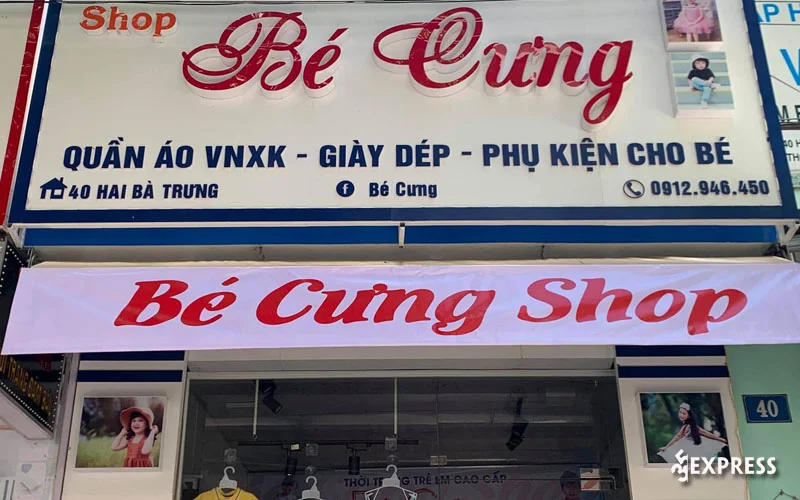 Shop
Bé Cưng
QUẦN ÁO VNXK - GIÀY DÉP - PHỤ KIỆN CHO BÉ
40 HAI BÀ TRƯNG
Bé Cưng
0912.946.450
Bé Cưng Shop
40
THỜI TRANG TRẺ EM CAO CẤP
EXPRESS